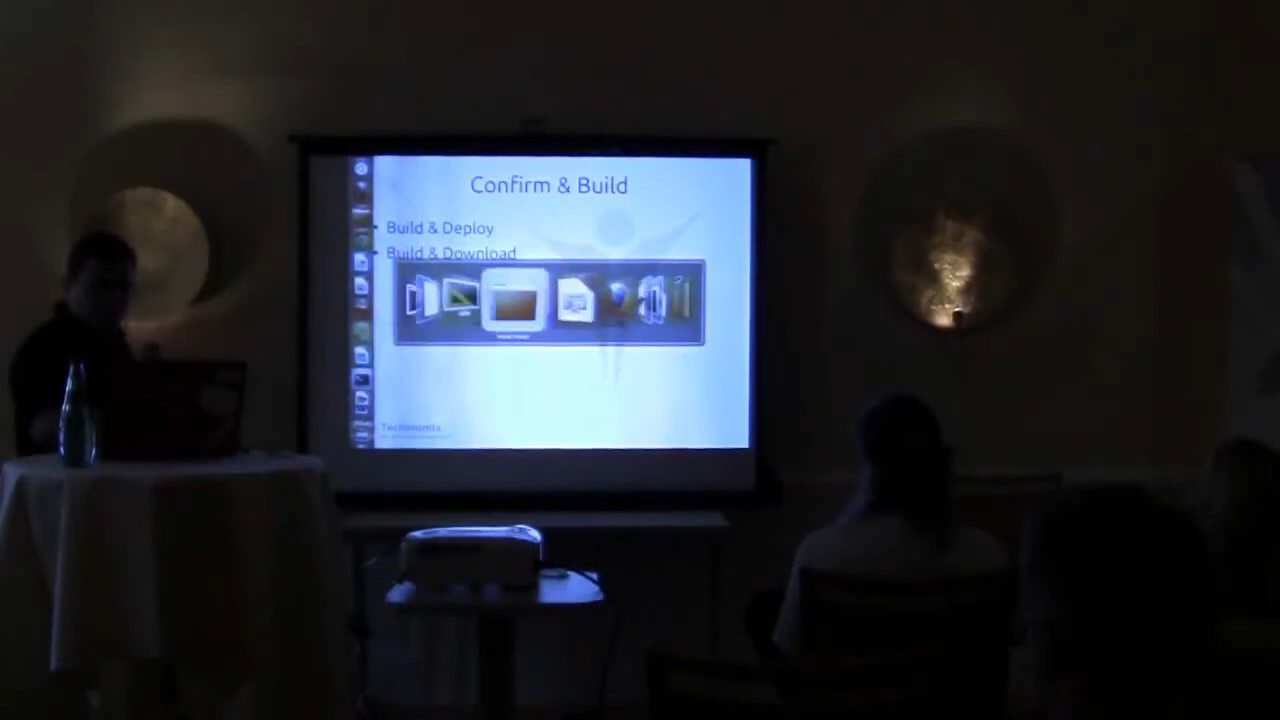 Confirm & Build
• Build & Deploy
• Build & Download